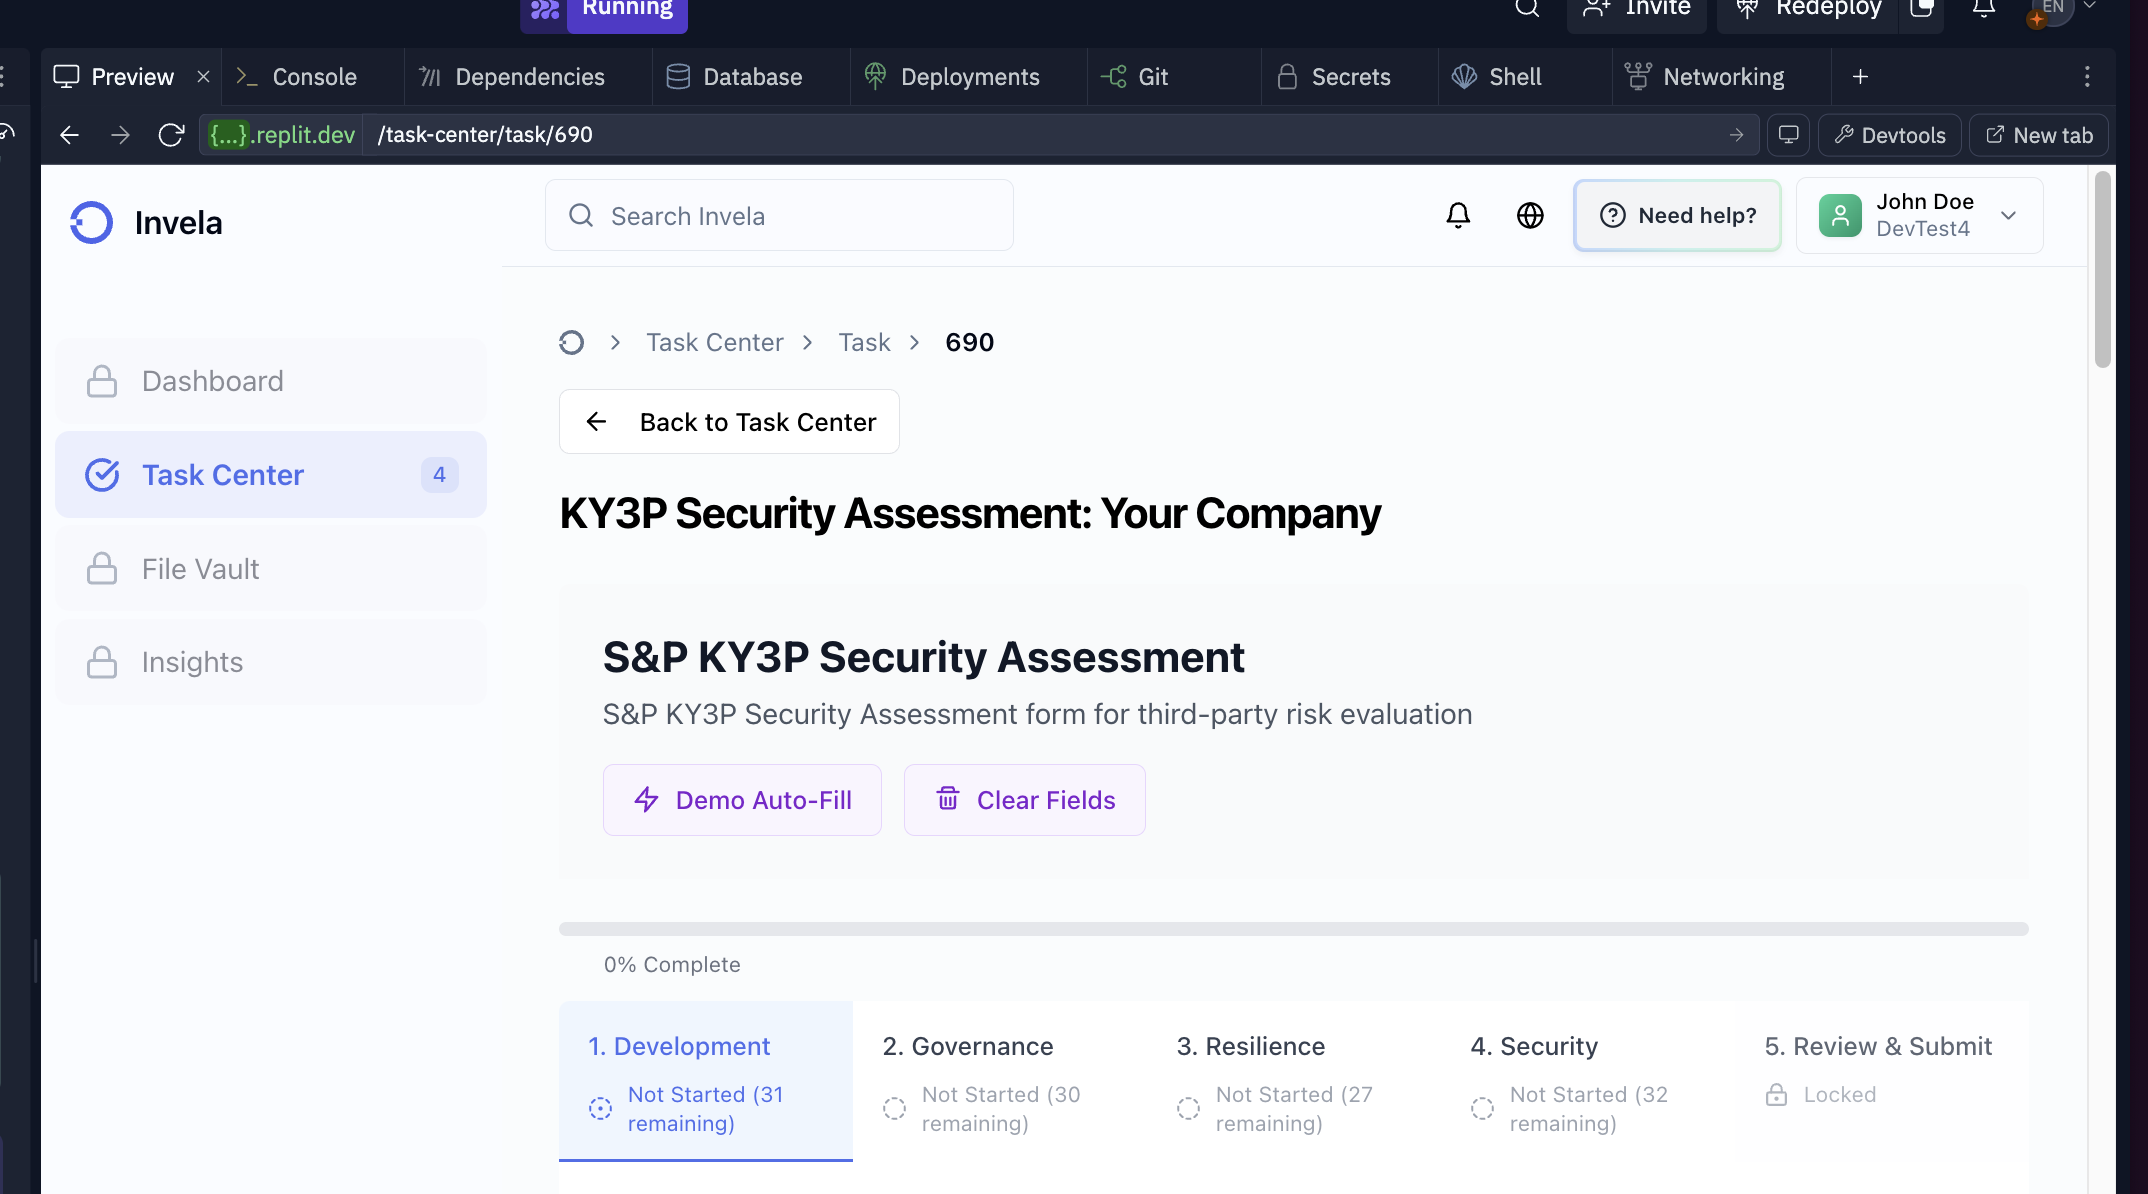 Running
Invite
Redeploy
EN
Preview
Console
Dependencies
Database
Deployments
Git
Secrets
Shell
Networking
{...}.replit.dev
/task-center/task/690
Devtools
New tab
Invela
Search Invela
Need help?
John Doe
DevTest4
Dashboard
Task Center
4
File Vault
Insights
Task Center
Task
690
Back to Task Center
KY3P Security Assessment: Your Company
S&P KY3P Security Assessment
S&P KY3P Security Assessment form for third-party risk evaluation
Demo Auto-Fill
Clear Fields
0% Complete
1. Development
Not Started (31
remaining)
2. Governance
Not Started (30
remaining)
3. Resilience
Not Started (27
remaining)
4. Security
Not Started (32
remaining)
5. Review & Submit
Locked